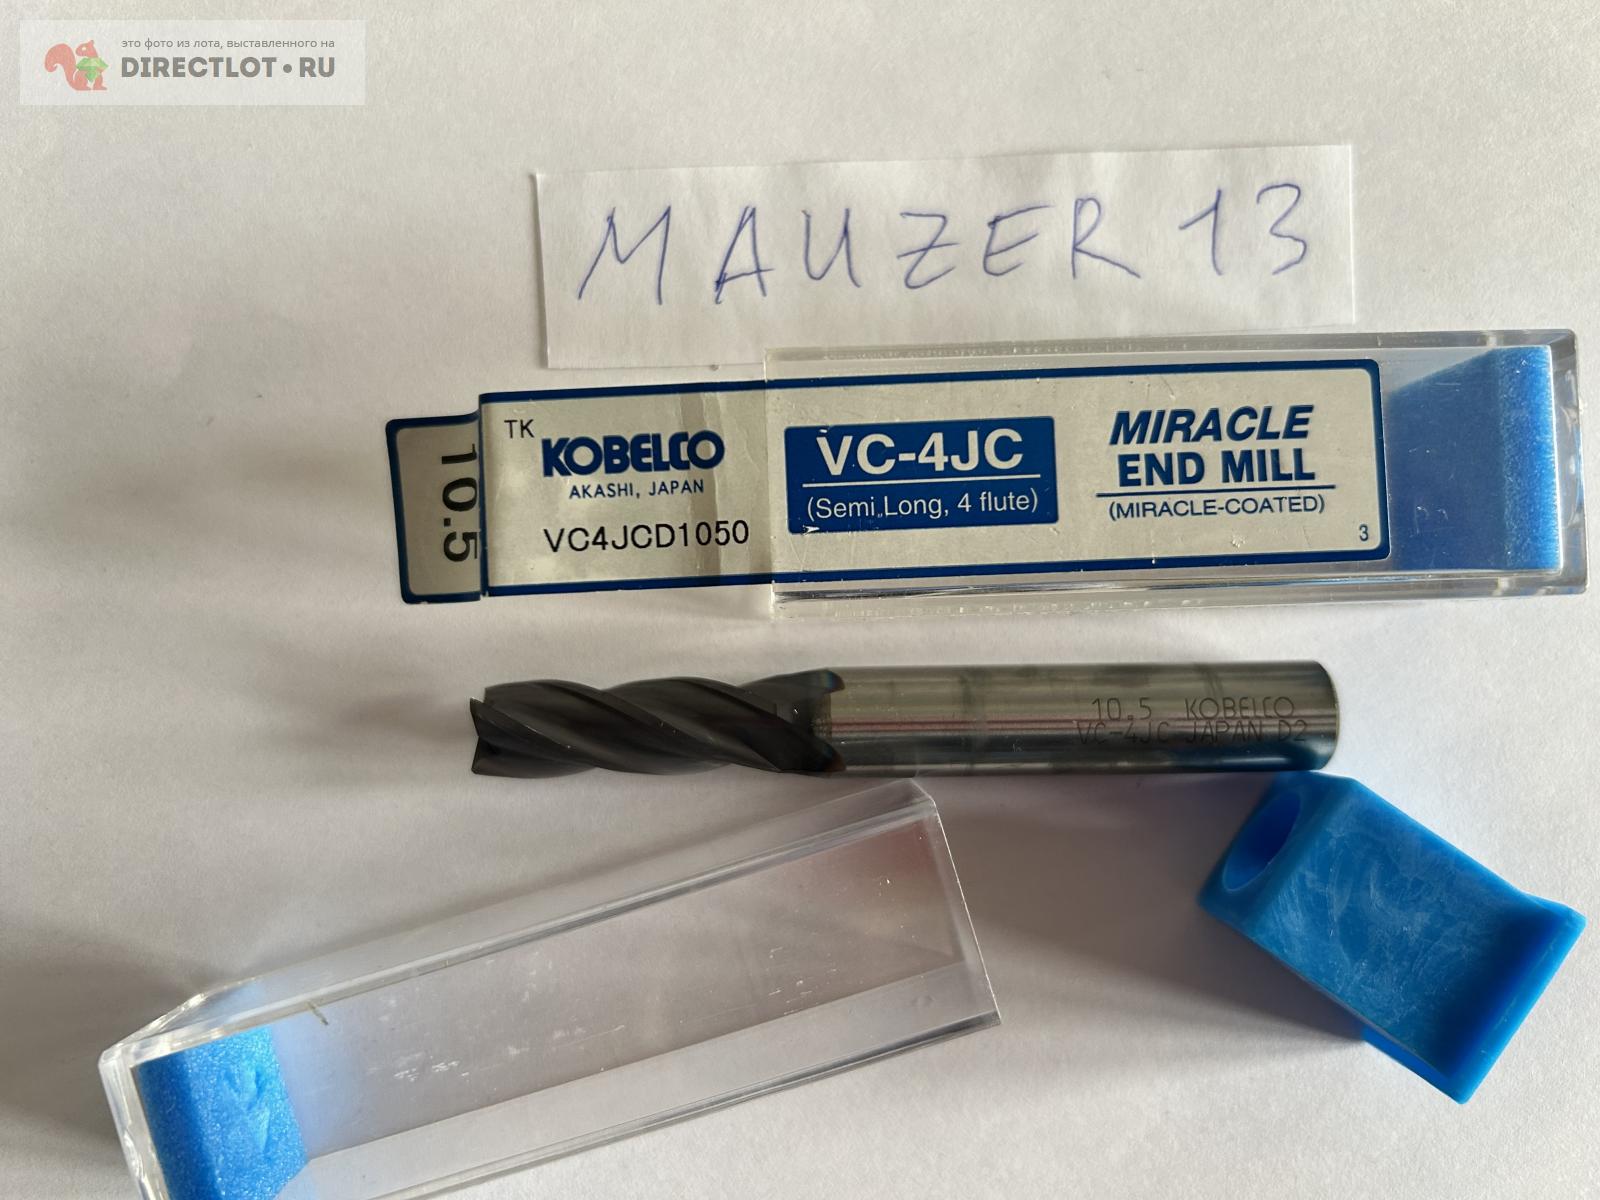 это фото из лота, выставленного на
DIRECTLOT•RU
MAUZER 13
10.5
TK
KOBELCO
AKASHI, JAPAN
VC4JCD1050
VC-4JC
(Semi Long, 4 flute)
MIRACLE
END MILL
(MIRACLE-COATED)
3
10.5 KOBELCO
VC-4JC JAPAN D2